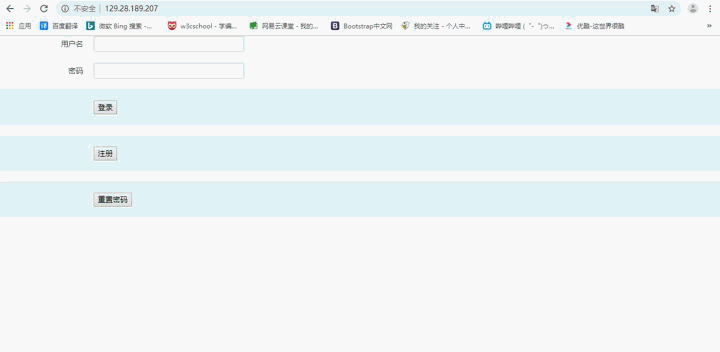 不安全 129.28.189.207
应用 百度翻译 微软 Bing 搜索 -... w3cschool - 学编... 网易云课堂 - 我的... Bootstrap中文网 我的关注 - 个人中... 哔哩哔哩 ( ゜- ゜)つ... 优酷-这世界很酷 »
用户名
密码
登录
注册
重置密码